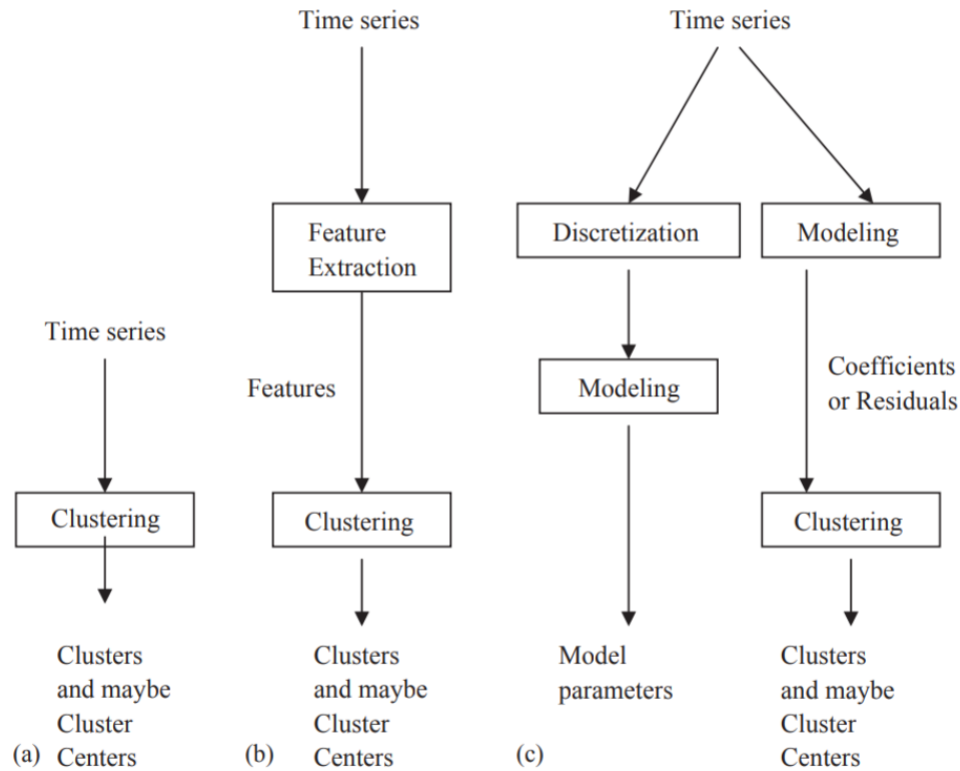 Time series
Clustering
Clusters
and maybe
Cluster
(a) Centers
Time series
Feature
Extraction
Features
Clustering
Clusters
and maybe
Cluster
(b) Centers
Time series
Discretization
Modeling
Model
parameters
(c)
Modeling
Coefficients
or Residuals
Clustering
Clusters
and maybe
Cluster
Centers